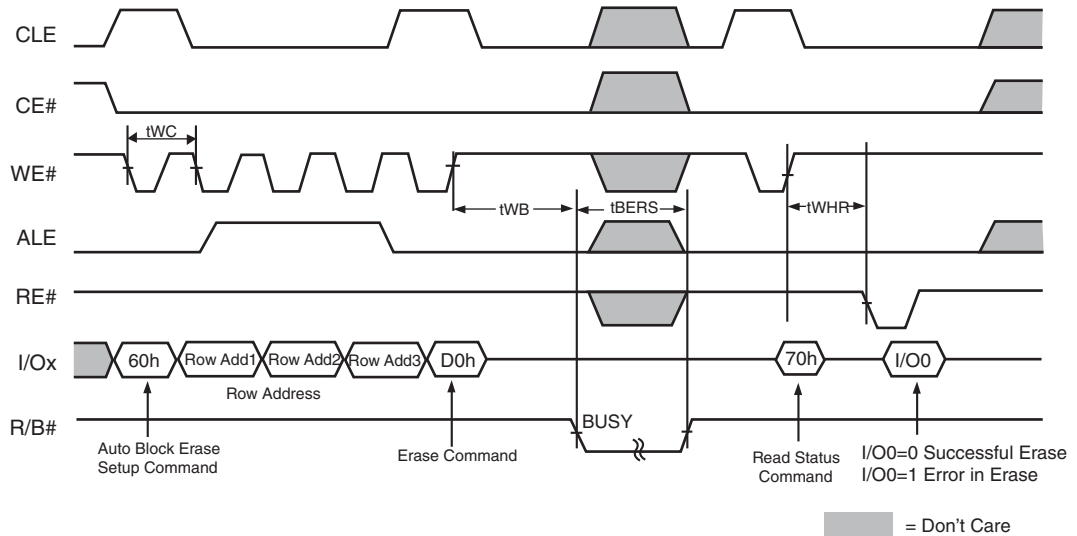 CLE
CE#
tWC
WE#
tWB
tBERS
tWHR
ALE
RE#
I/Ox
60h
Row Add1
Row Add2
Row Add3
D0h
70h
I/O0
Row Address
R/B#
BUSY
Auto Block Erase
Setup Command
Erase Command
Read Status
Command
I/O0=0 Successful Erase
I/O0=1 Error in Erase
= Don't Care